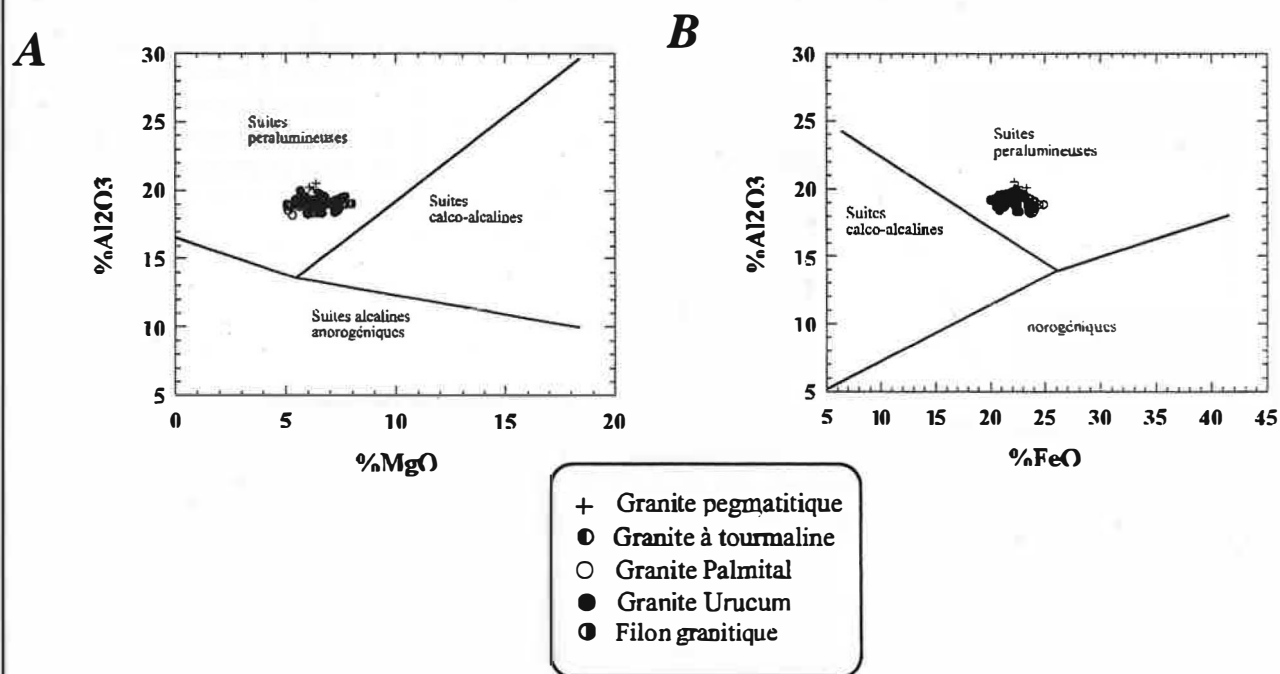 A
%Al2O3
30
25
20
15
10
5
Suites
peralumineuses
Suites
calco-alcalines
Suites alcalines
anorogéniques
0 5 10 15 20
%MgO
B
%Al2O3
30
25
20
15
10
5
Suites
peralumineuses
Suites
calco-alcalines
norogéniques
5 10 15 20 25 30 35 40 45
%FeO
+ Granite pegmatitique
◐ Granite à tourmaline
○ Granite Palmital
● Granite Urucum
◑ Filon granitique